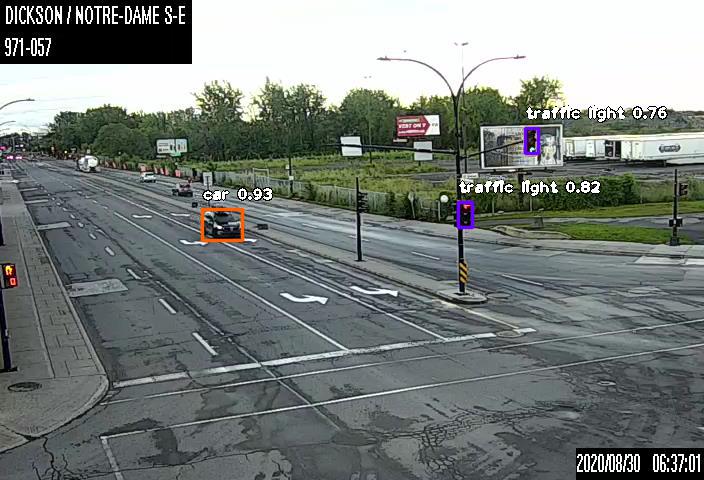 DICKSON / NOTRE-DAME S-E
971-057
traffic light 0.76
traffic light 0.82
car 0.93
2020/08/30 06:37:01